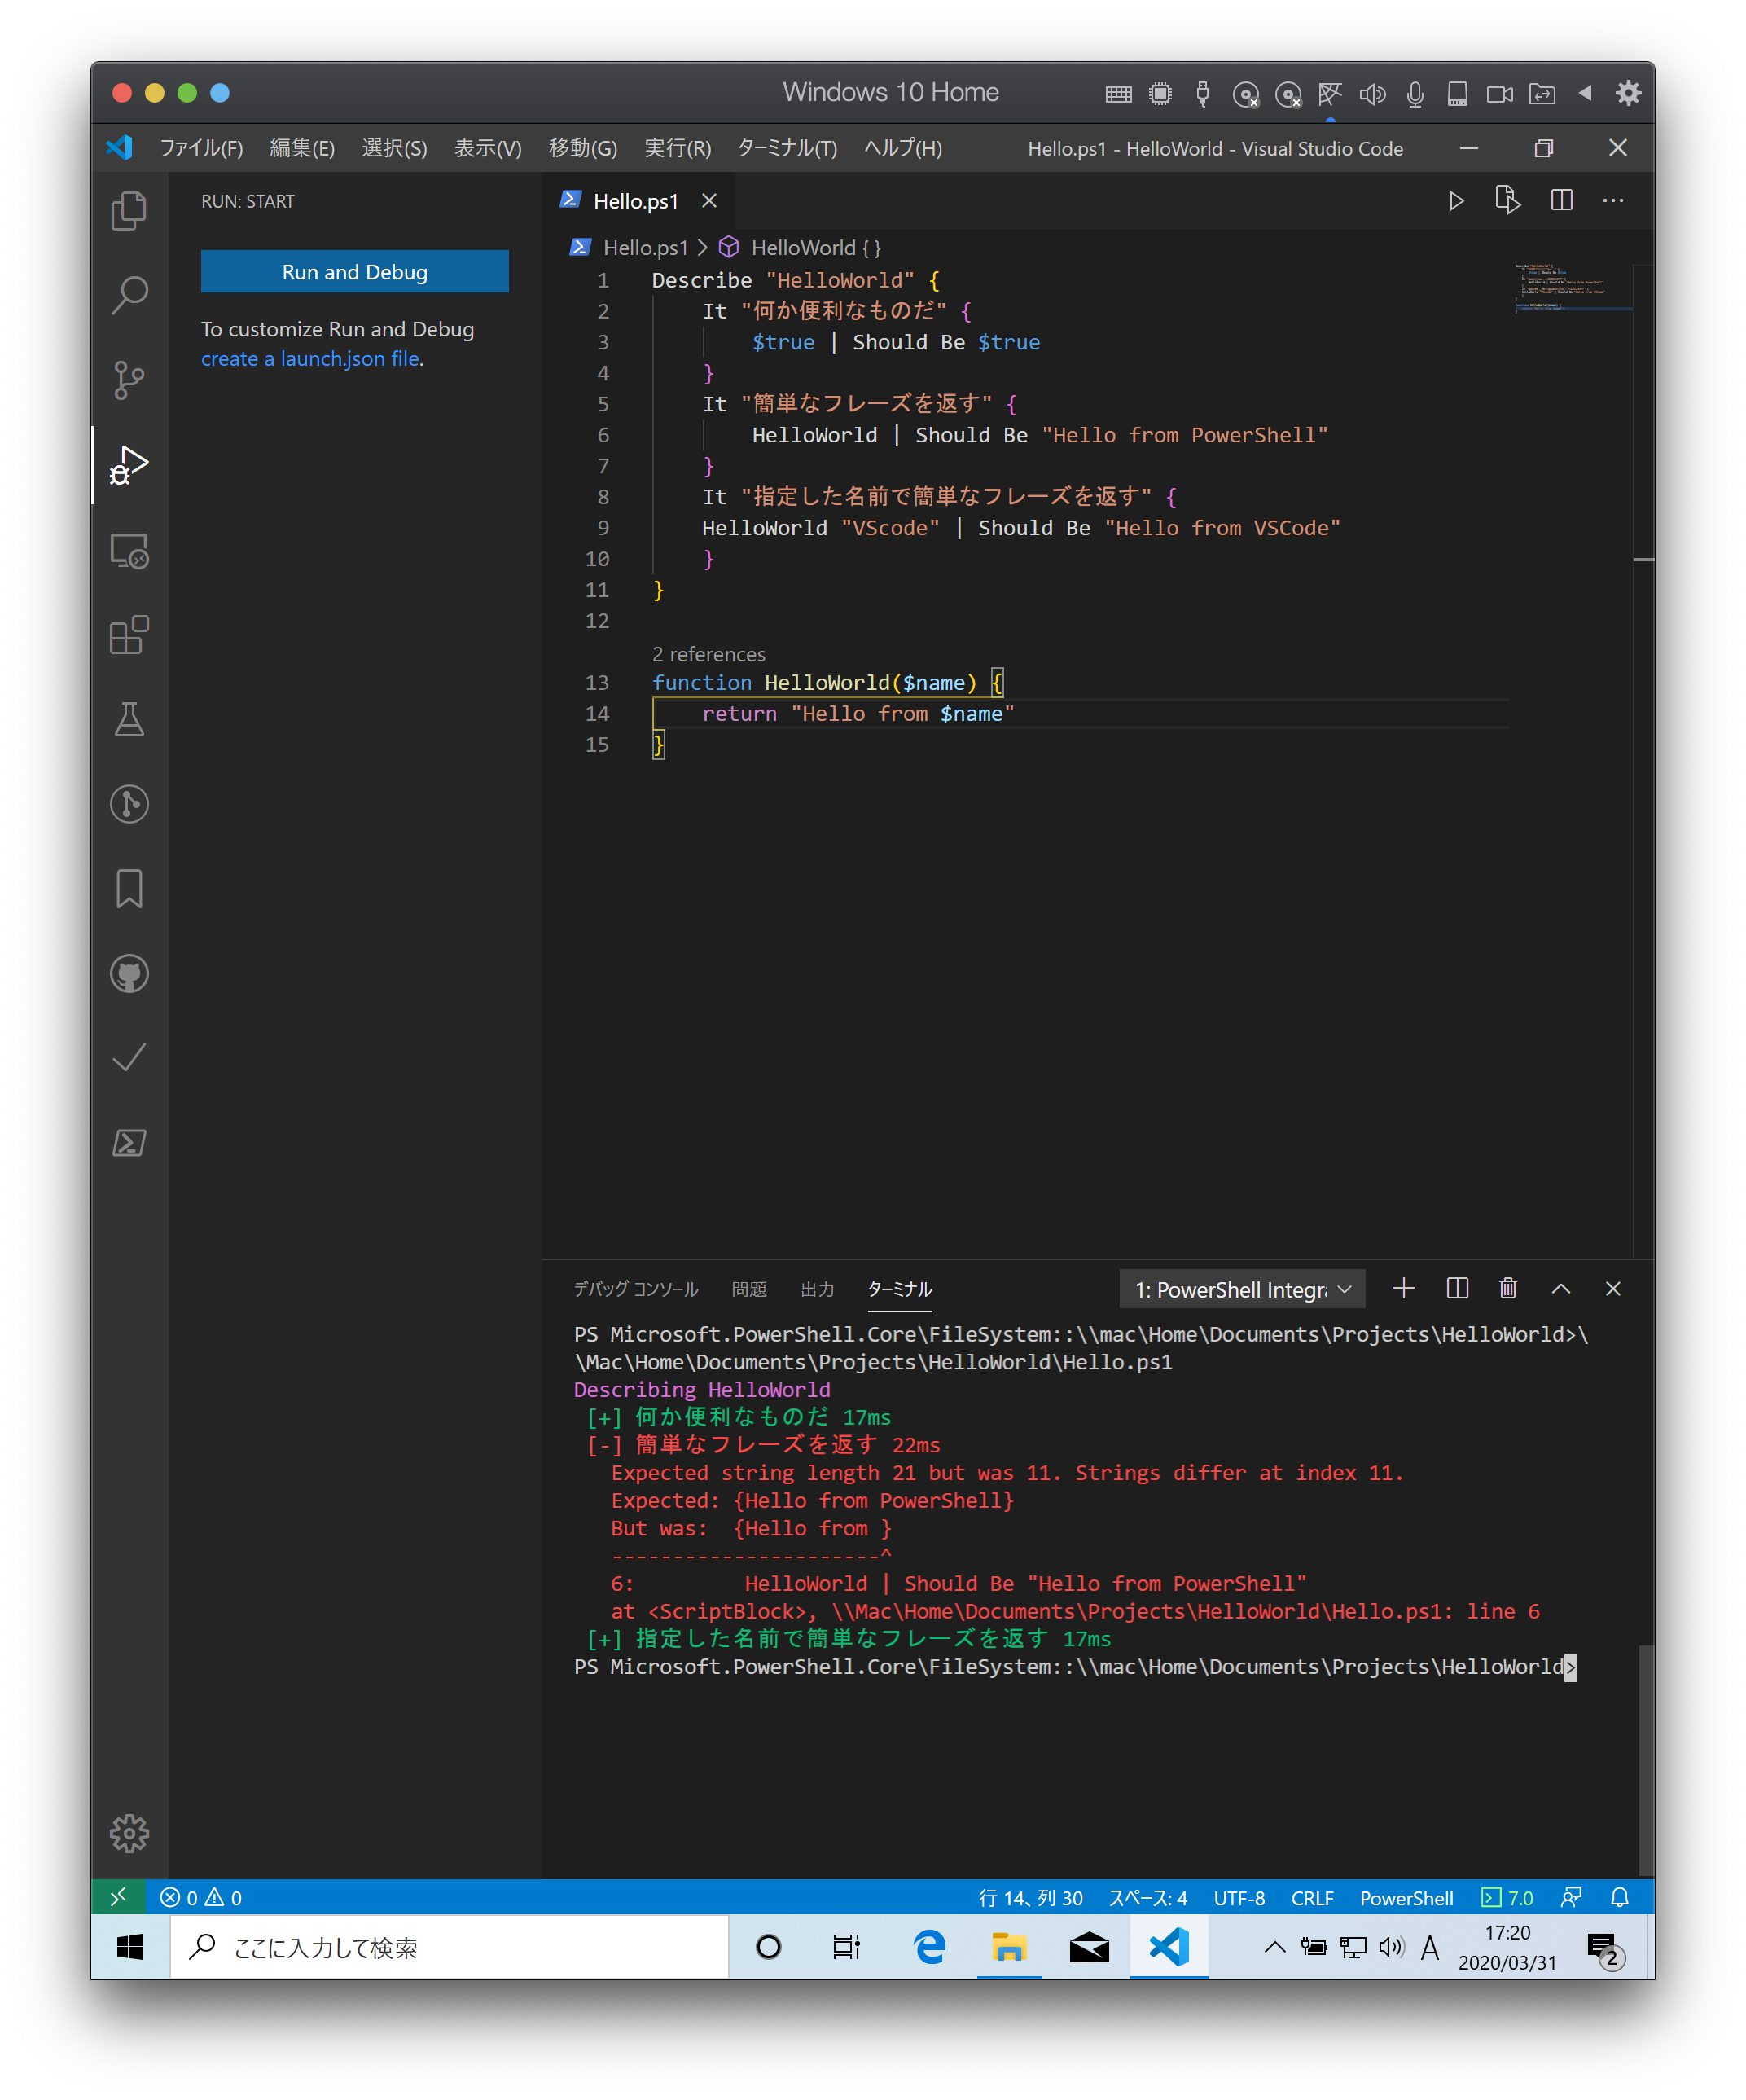 Windows 10 Home
ファイル(F) 編集(E) 選択(S) 表示(V) 移動(G) 実行(R) ターミナル(T) ヘルプ(H) Hello.ps1 - HelloWorld - Visual Studio Code
RUN: START
Run and Debug
To customize Run and Debug
create a launch.json file.
Hello.ps1
Hello.ps1 > HelloWorld { }
1 Describe "HelloWorld" {
2 It "何か便利なものだ" {
3 $true | Should Be $true
4 }
5 It "簡単なフレーズを返す" {
6 HelloWorld | Should Be "Hello from PowerShell"
7 }
8 It "指定した名前で簡単なフレーズを返す" {
9 HelloWorld "VScode" | Should Be "Hello from VSCode"
10 }
11 }
12
2 references
13 function HelloWorld($name) {
14 return "Hello from $name"
15 }
デバッグ コンソール 問題 出力 ターミナル 1: PowerShell Integra
PS Microsoft.PowerShell.Core\FileSystem::\\mac\Home\Documents\Projects\HelloWorld>\
\Mac\Home\Documents\Projects\HelloWorld\Hello.ps1
Describing HelloWorld
[+] 何か便利なものだ 17ms
[-] 簡単なフレーズを返す 22ms
Expected string length 21 but was 11. Strings differ at index 11.
Expected: {Hello from PowerShell}
But was:  {Hello from }
----------------------^
6: HelloWorld | Should Be "Hello from PowerShell"
at <ScriptBlock>, \\Mac\Home\Documents\Projects\HelloWorld\Hello.ps1: line 6
[+] 指定した名前で簡単なフレーズを返す 17ms
PS Microsoft.PowerShell.Core\FileSystem::\\mac\Home\Documents\Projects\HelloWorld>
0 0 行 14、列 30 スペース: 4 UTF-8 CRLF PowerShell 7.0
ここに入力して検索
A
17:20
2020/03/31
2